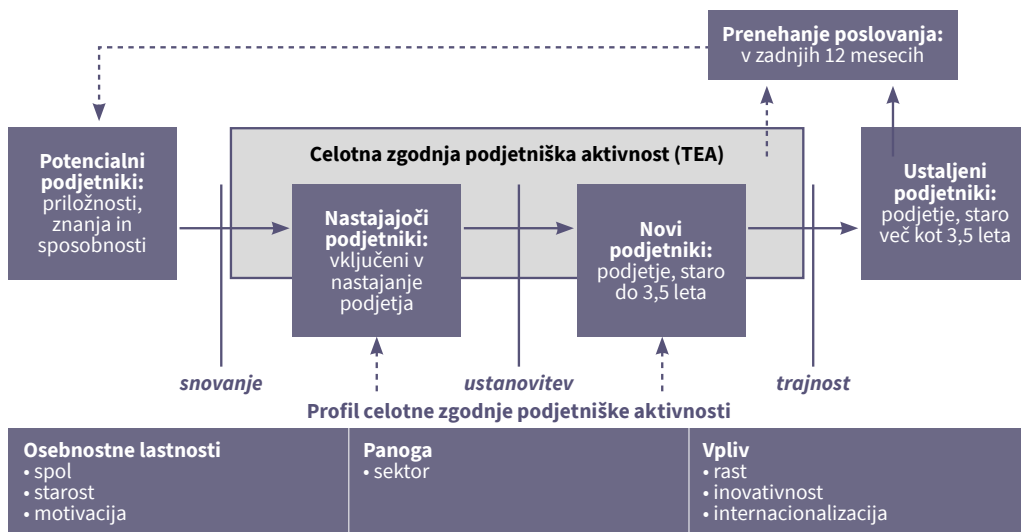 Prenehanje poslovanja:
v zadnjih 12 mesecih
Potencialni
podjetniki:
priložnosti,
znanja in
sposobnosti
Celotna zgodnja podjetniška aktivnost (TEA)
Nastajajoči
podjetniki:
vključeni v
nastajanje
podjetja
Novi
podjetniki:
podjetje, staro
do 3,5 leta
Ustaljeni
podjetniki:
podjetje, staro
več kot 3,5 leta
snovanje
ustanovitev
trajnost
Profil celotne zgodnje podjetniške aktivnosti
Osebnostne lastnosti
• spol
• starost
• motivacija
Panoga
• sektor
Vpliv
• rast
• inovativnost
• internacionalizacija